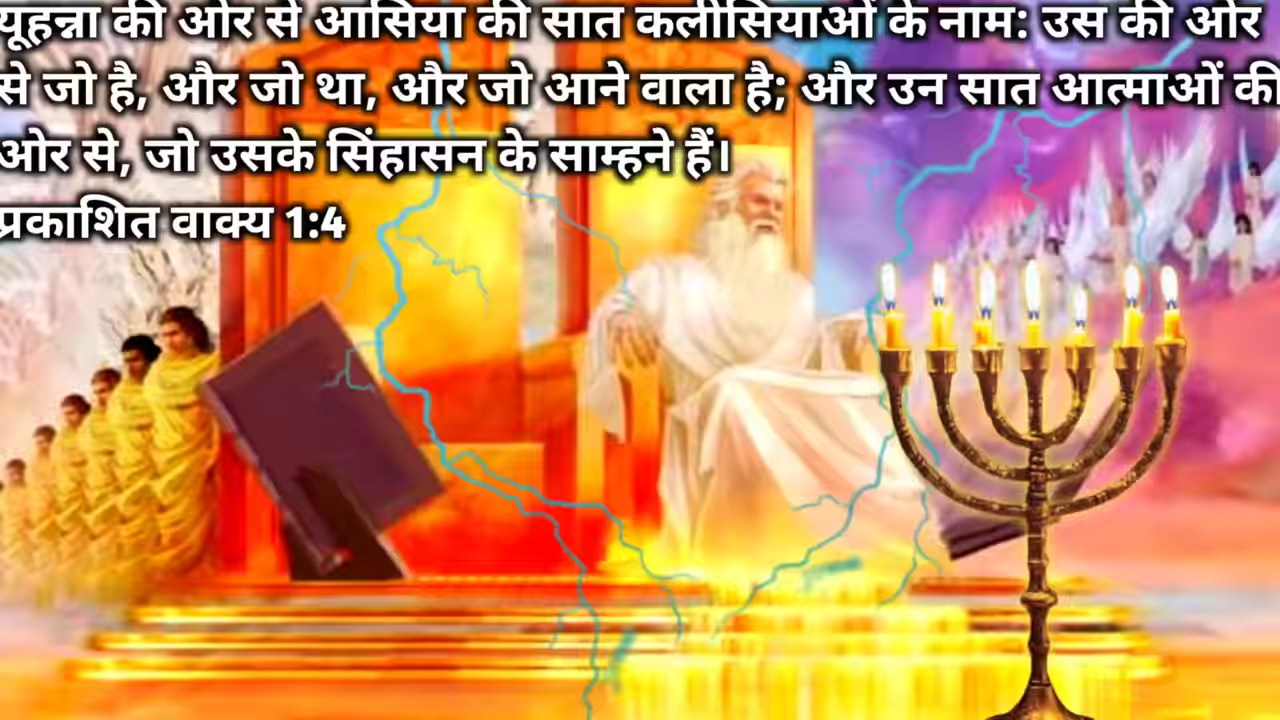 यूहन्ना की ओर से आसिया की सात कलीसियाओं के नाम: उस की ओर
से जो है, और जो था, और जो आने वाला है; और उन सात आत्माओं की
ओर से, जो उसके सिंहासन के साम्हने हैं।
प्रकाशित वाक्य 1:4